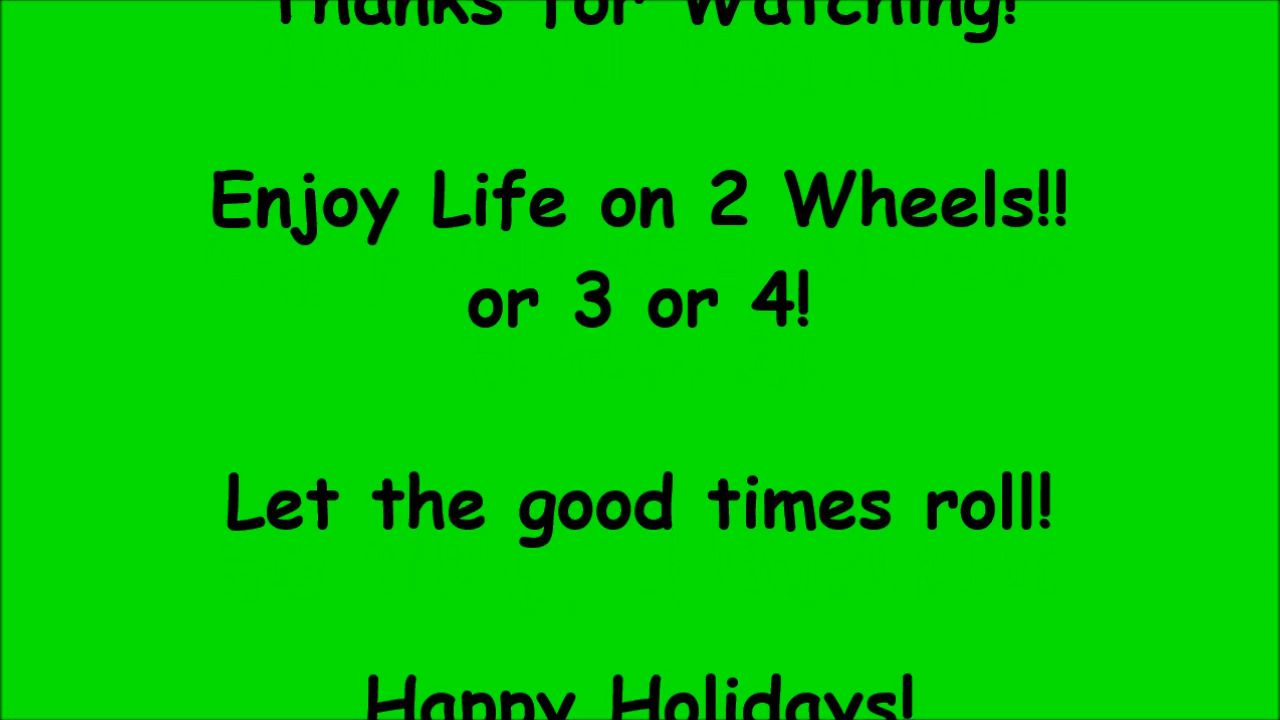 Thanks for Watching!
Enjoy Life on 2 Wheels!!
or 3 or 4!
Let the good times roll!
Happy Holidays!